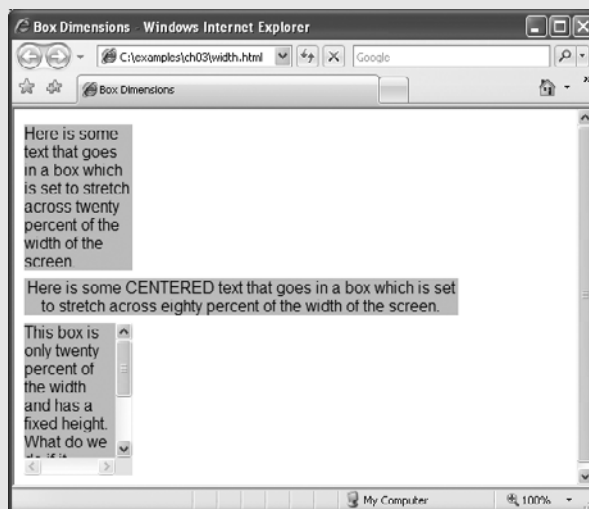 Box Dimensions - Windows Internet Explorer
C:\examples\ch03\width.html
Google
Box Dimensions
Here is some
text that goes
in a box which
is set to stretch
across twenty
percent of the
width of the
screen
Here is some CENTERED text that goes in a box which is set
to stretch across eighty percent of the width of the screen.
This box is
only twenty
percent of
the width
and has a
fixed height.
What do we
do if it
My Computer
100%